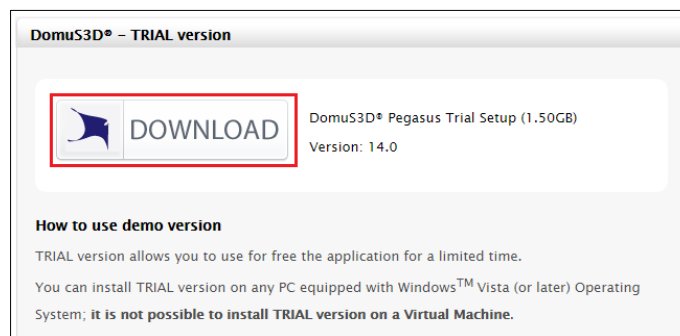 DomuS3D® – TRIAL version
DOWNLOAD
DomuS3D® Pegasus Trial Setup (1.50GB)
Version: 14.0
How to use demo version
TRIAL version allows you to use for free the application for a limited time.
You can install TRIAL version on any PC equipped with Windows™ Vista (or later) Operating
System; it is not possible to install TRIAL version on a Virtual Machine.